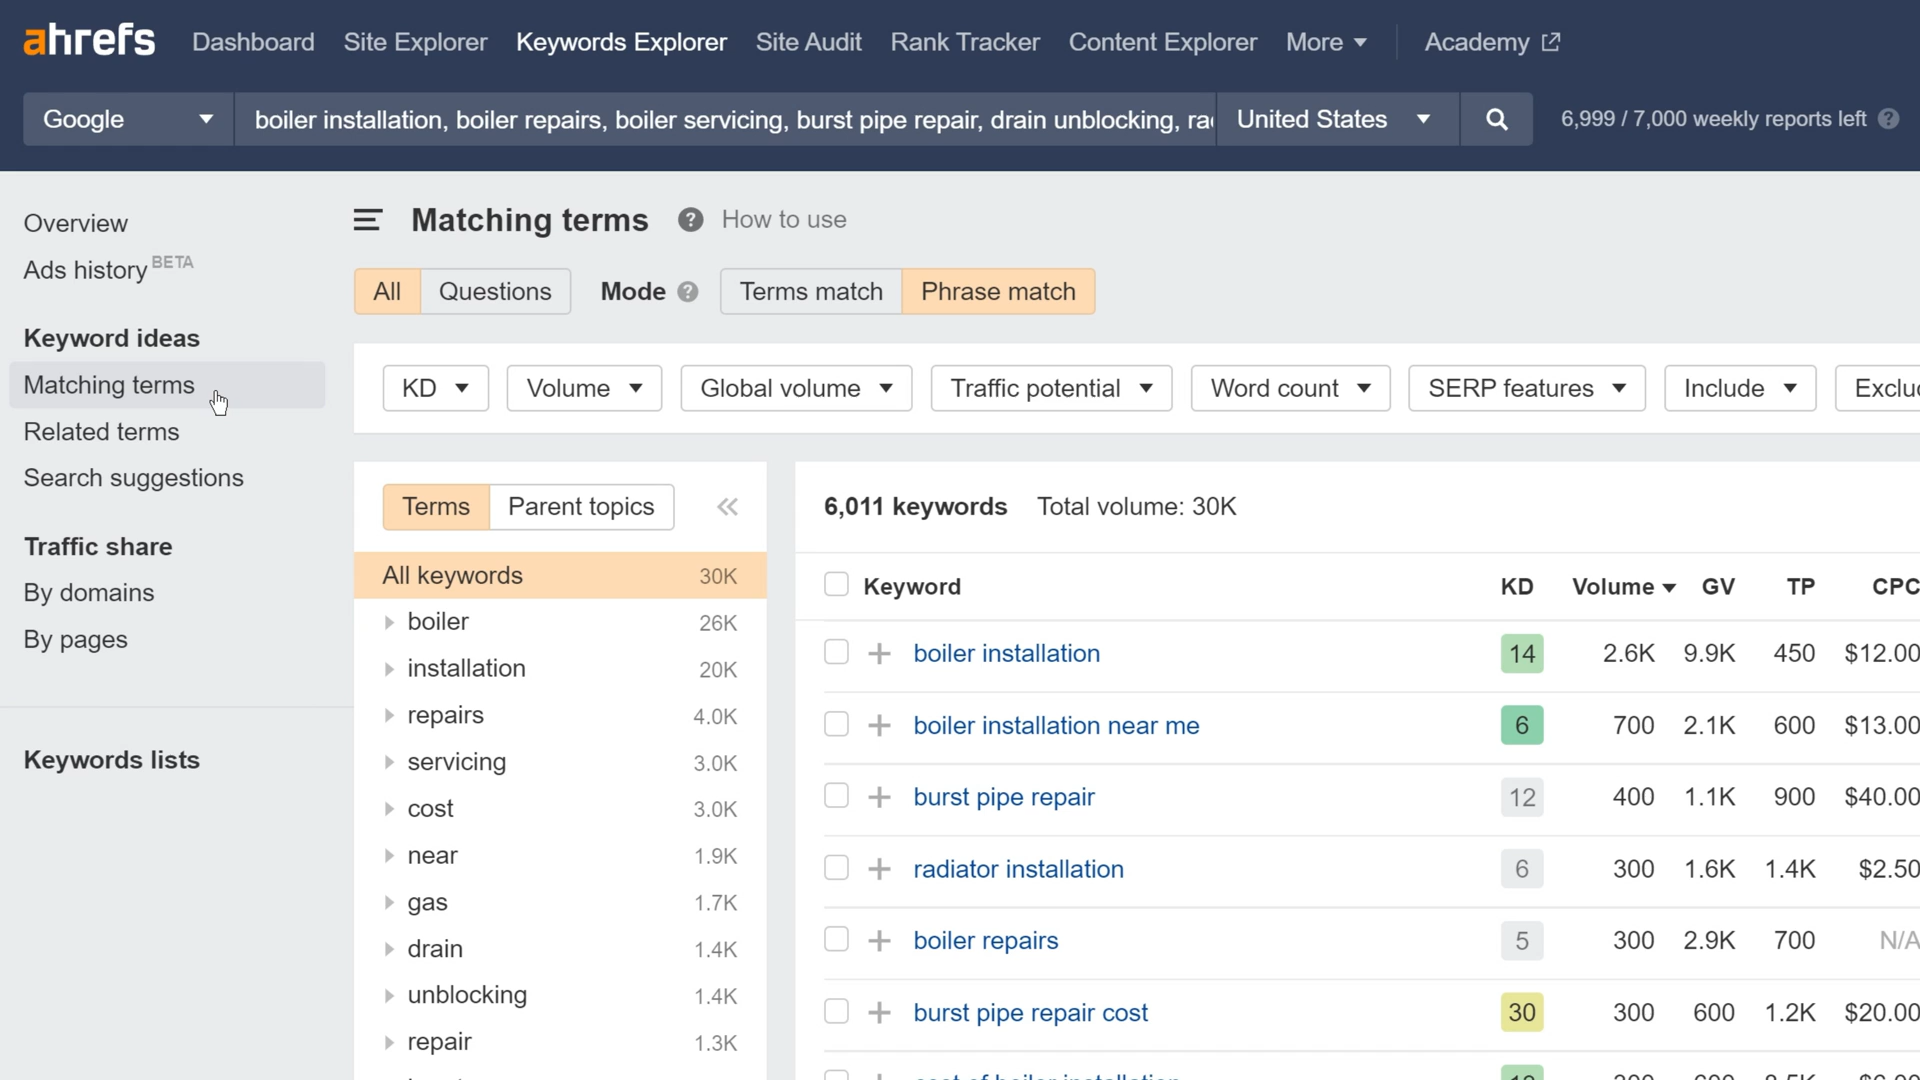 ahrefs Dashboard Site Explorer Keywords Explorer Site Audit Rank Tracker Content Explorer More Academy
Google boiler installation, boiler repairs, boiler servicing, burst pipe repair, drain unblocking, United States 6,999 / 7,000 weekly reports left ?
Overview
Ads history BETA
Keyword ideas
Matching terms
Related terms
Search suggestions
Traffic share
By domains
By pages
Keywords lists
Matching terms ? How to use
All Questions Mode ? Terms match Phrase match
KD Volume Global volume Traffic potential Word count SERP features Include
Terms Parent topics
All keywords 30K
boiler 26K
installation 20K
repairs 4.0K
servicing 3.0K
cost 3.0K
near 1.9K
gas 1.7K
drain 1.4K
unblocking 1.4K
repair 1.3K
6,011 keywords Total volume: 30K
Keyword KD Volume GV TP CPC
boiler installation 14 2.6K 9.9K 450 $12.00
boiler installation near me 6 700 2.1K 600 $13.00
burst pipe repair 12 400 1.1K 900 $40.00
radiator installation 6 300 1.6K 1.4K $2.50
boiler repairs 5 300 2.9K 700 N/A
burst pipe repair cost 30 300 600 1.2K $20.00